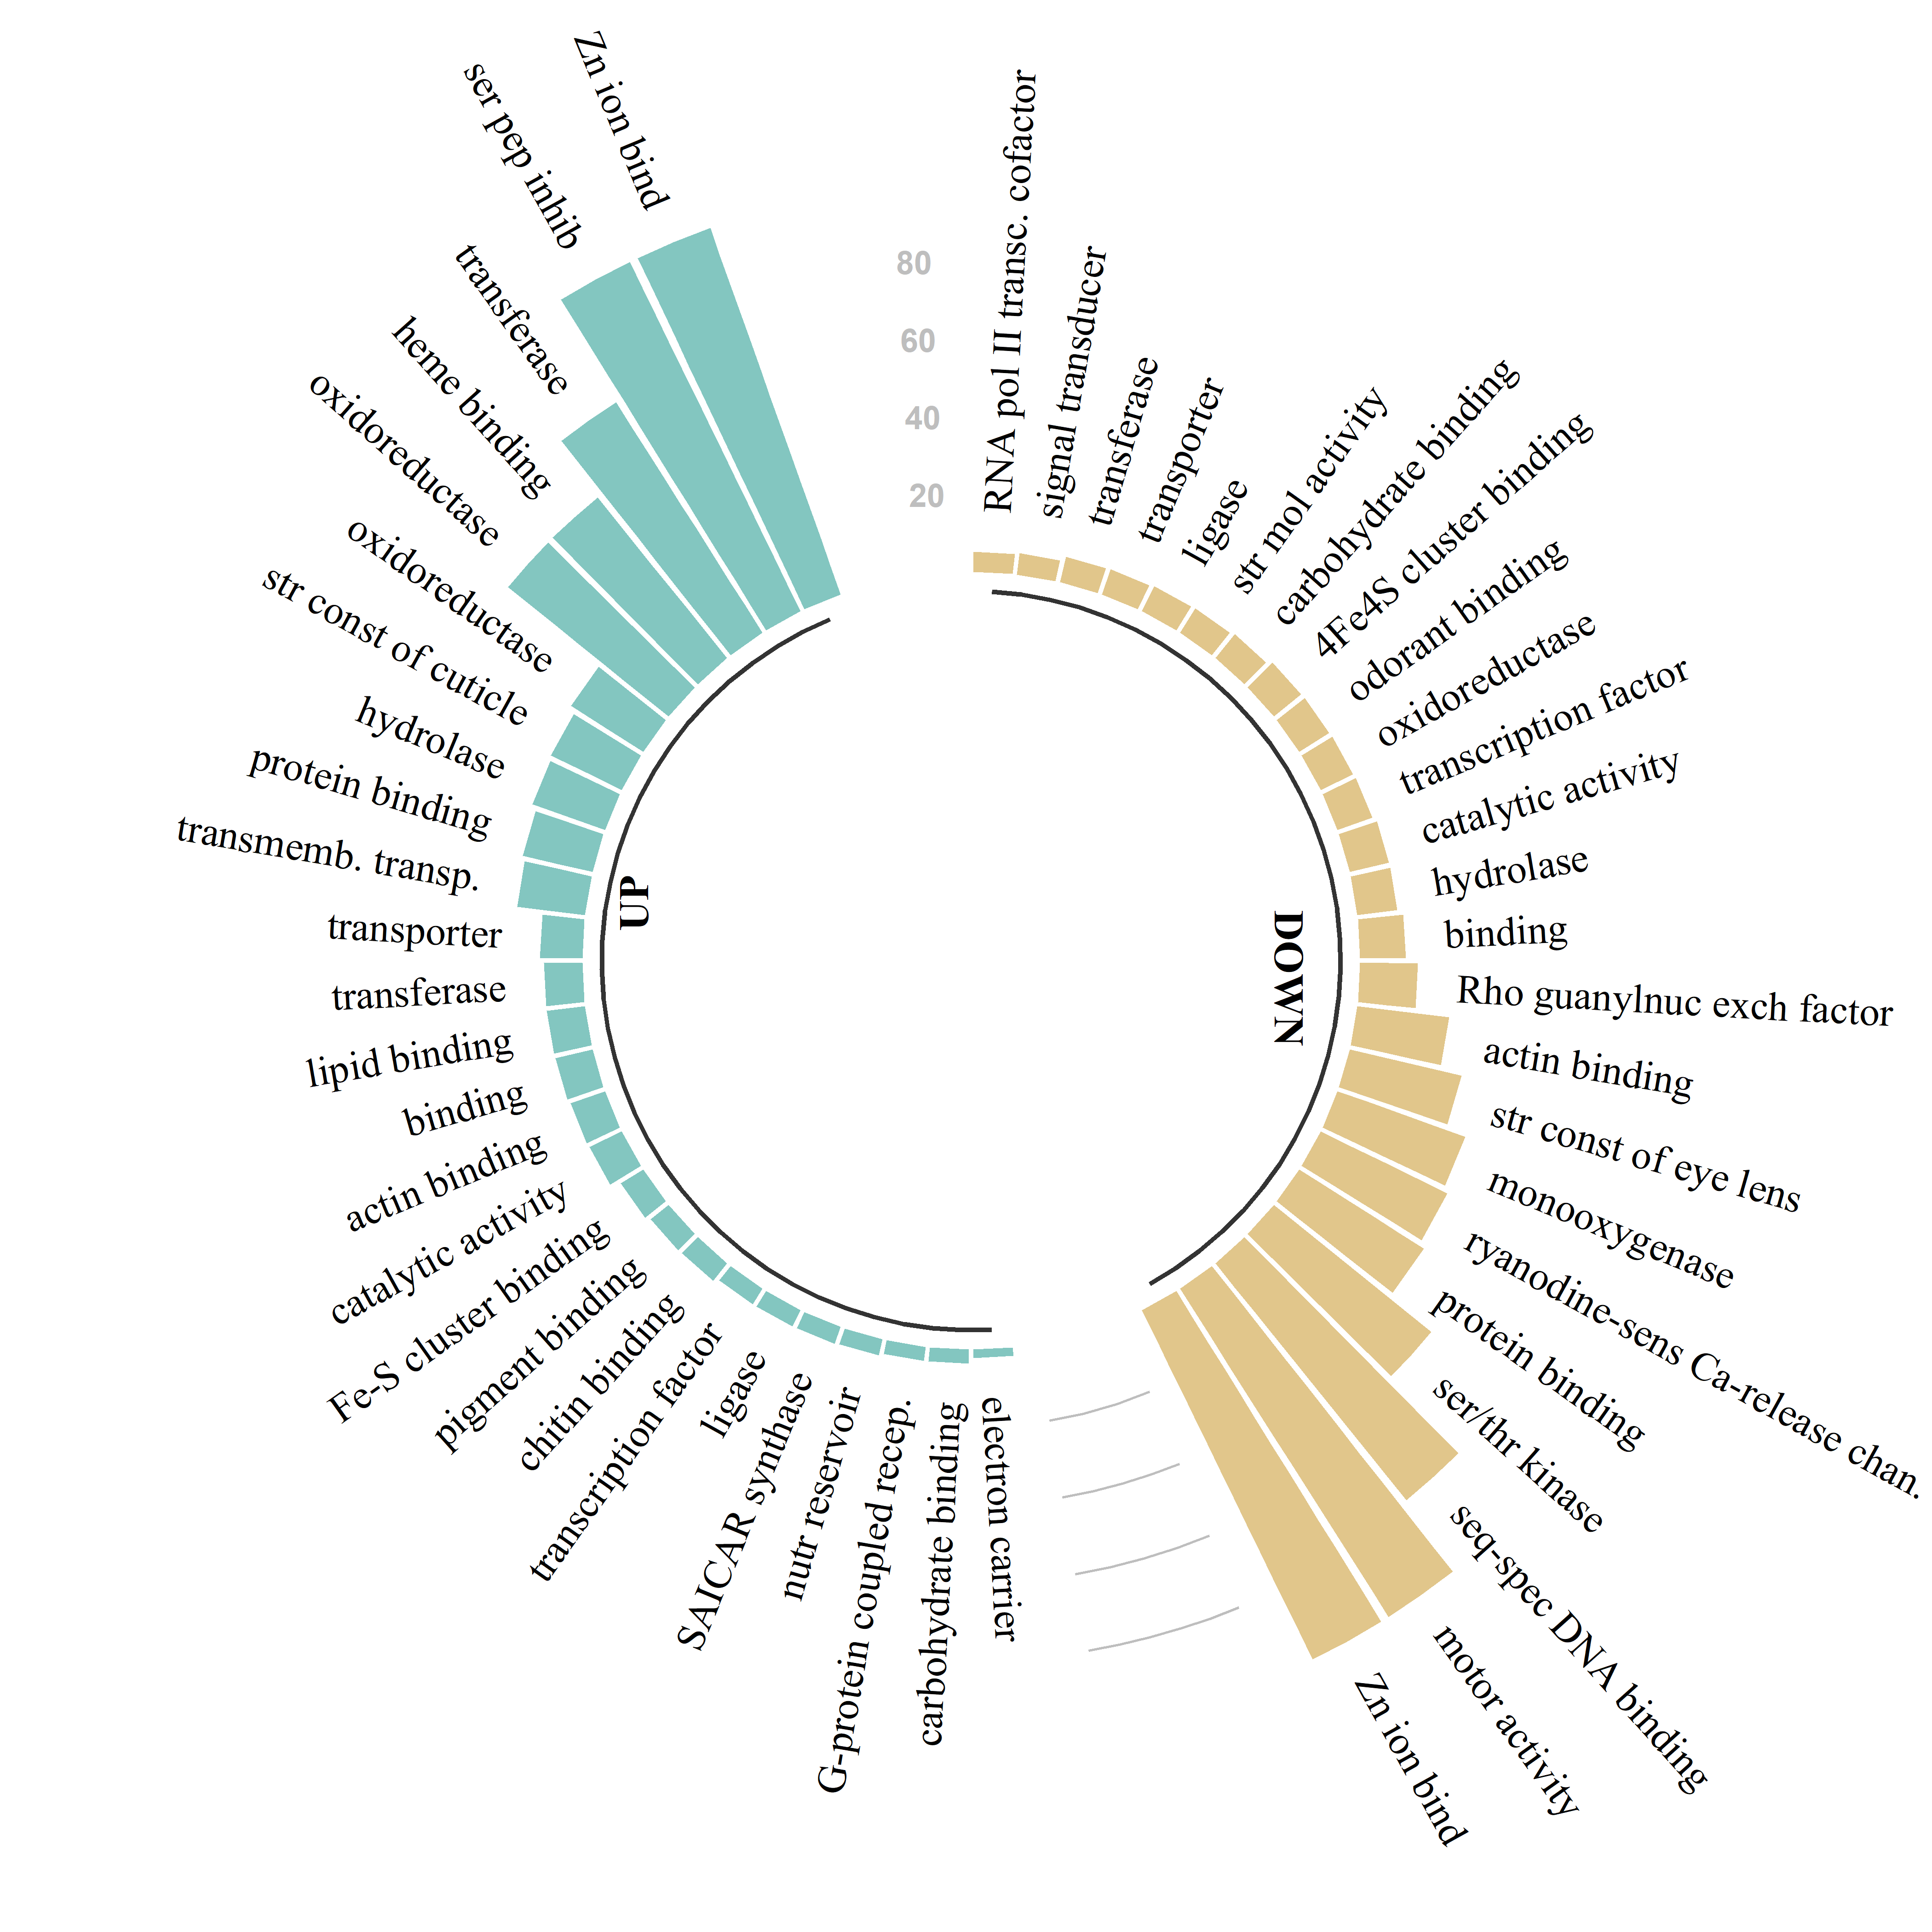 80
60
40
20
RNA pol II transc. cofactor
signal transducer
transferase
transporter
ligase
str mol activity
carbohydrate binding
4Fe4S cluster binding
odorant binding
oxidoreductase
transcription factor
catalytic activity
hydrolase
binding
Rho guanylnuc exch factor
actin binding
str const of eye lens
monooxygenase
ryanodine-sens Ca-release chan.
protein binding
ser/thr kinase
seq-spec DNA binding
motor activity
Zn ion bind
DOWN
electron carrier
carbohydrate binding
G-protein coupled recep.
nutr reservoir
SAICAR synthase
ligase
transcription factor
chitin binding
pigment binding
Fe-S cluster binding
catalytic activity
actin binding
binding
lipid binding
transferase
transporter
transmemb. transp.
protein binding
hydrolase
str const of cuticle
oxidoreductase
oxidoreductase
heme binding
transferase
ser pep inhib
Zn ion bind
UP